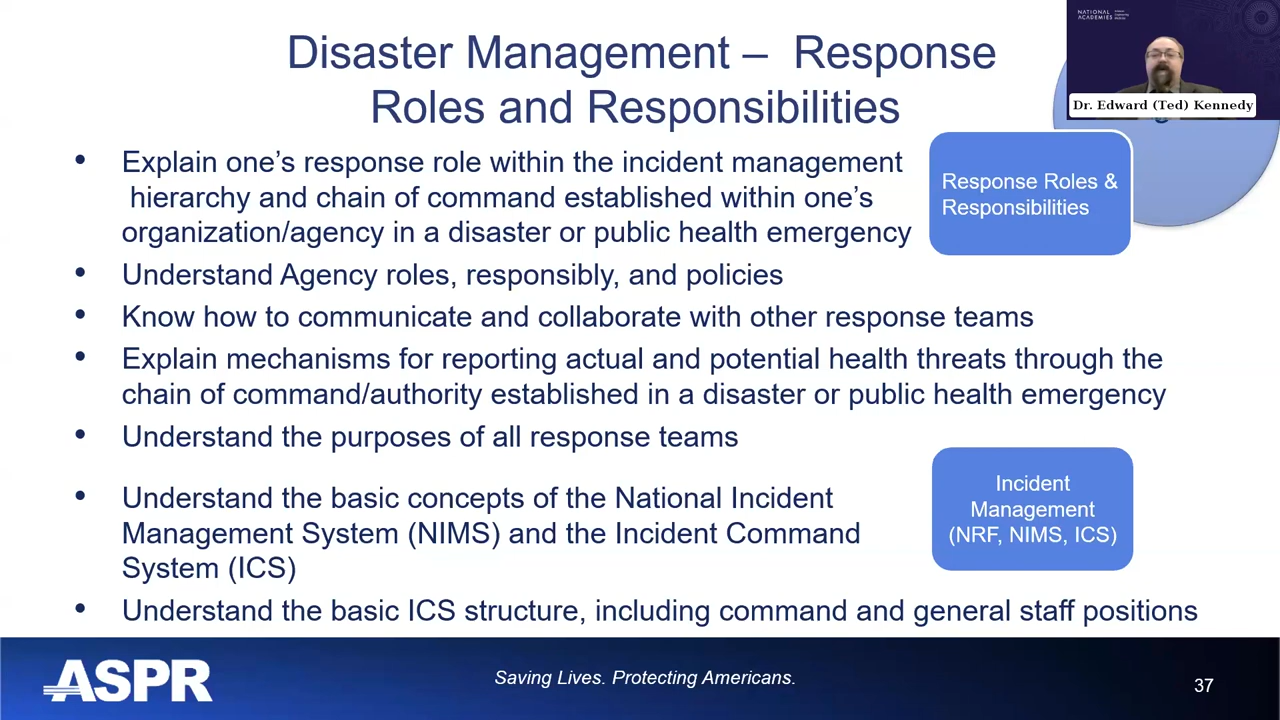 Disaster Management – Response
Roles and Responsibilities
NATIONAL
ACADEMIES
Dr. Edward (Ted) Kennedy
• Explain one’s response role within the incident management
hierarchy and chain of command established within one’s
organization/agency in a disaster or public health emergency
Response Roles &
Responsibilities
• Understand Agency roles, responsibly, and policies
• Know how to communicate and collaborate with other response teams
• Explain mechanisms for reporting actual and potential health threats through the
chain of command/authority established in a disaster or public health emergency
• Understand the purposes of all response teams
• Understand the basic concepts of the National Incident
Management System (NIMS) and the Incident Command
System (ICS)
Incident
Management
(NRF, NIMS, ICS)
• Understand the basic ICS structure, including command and general staff positions
ASPR
Saving Lives. Protecting Americans.
37